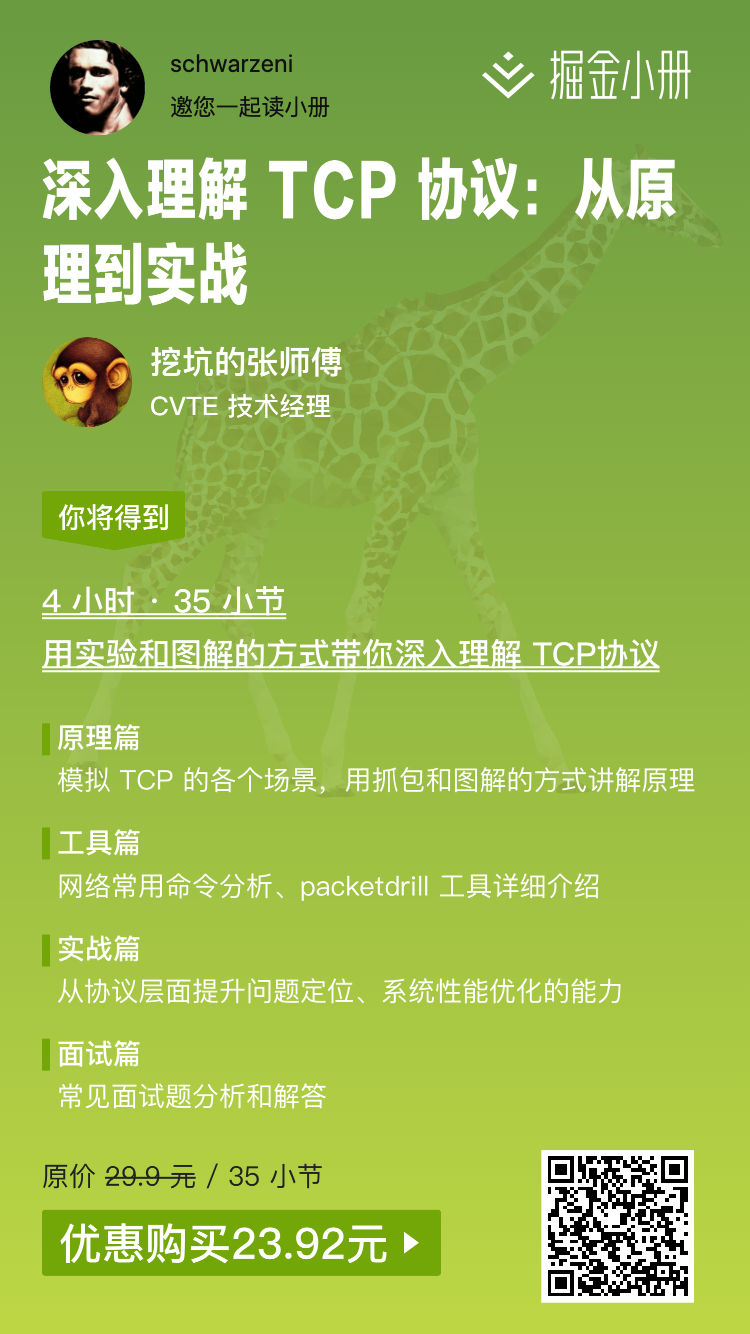 schwarzeni
邀您一起读小册
掘金小册
深入理解 TCP 协议：从原
理到实战
挖坑的张师傅
CVTE 技术经理
你将得到
4 小时 · 35 小节
用实验和图解的方式带你深入理解 TCP协议
原理篇
模拟 TCP 的各个场景，用抓包和图解的方式讲解原理
工具篇
网络常用命令分析、packetdrill 工具详细介绍
实战篇
从协议层面提升问题定位、系统性能优化的能力
面试篇
常见面试题分析和解答
原价 29.9 元 / 35 小节
优惠购买23.92元